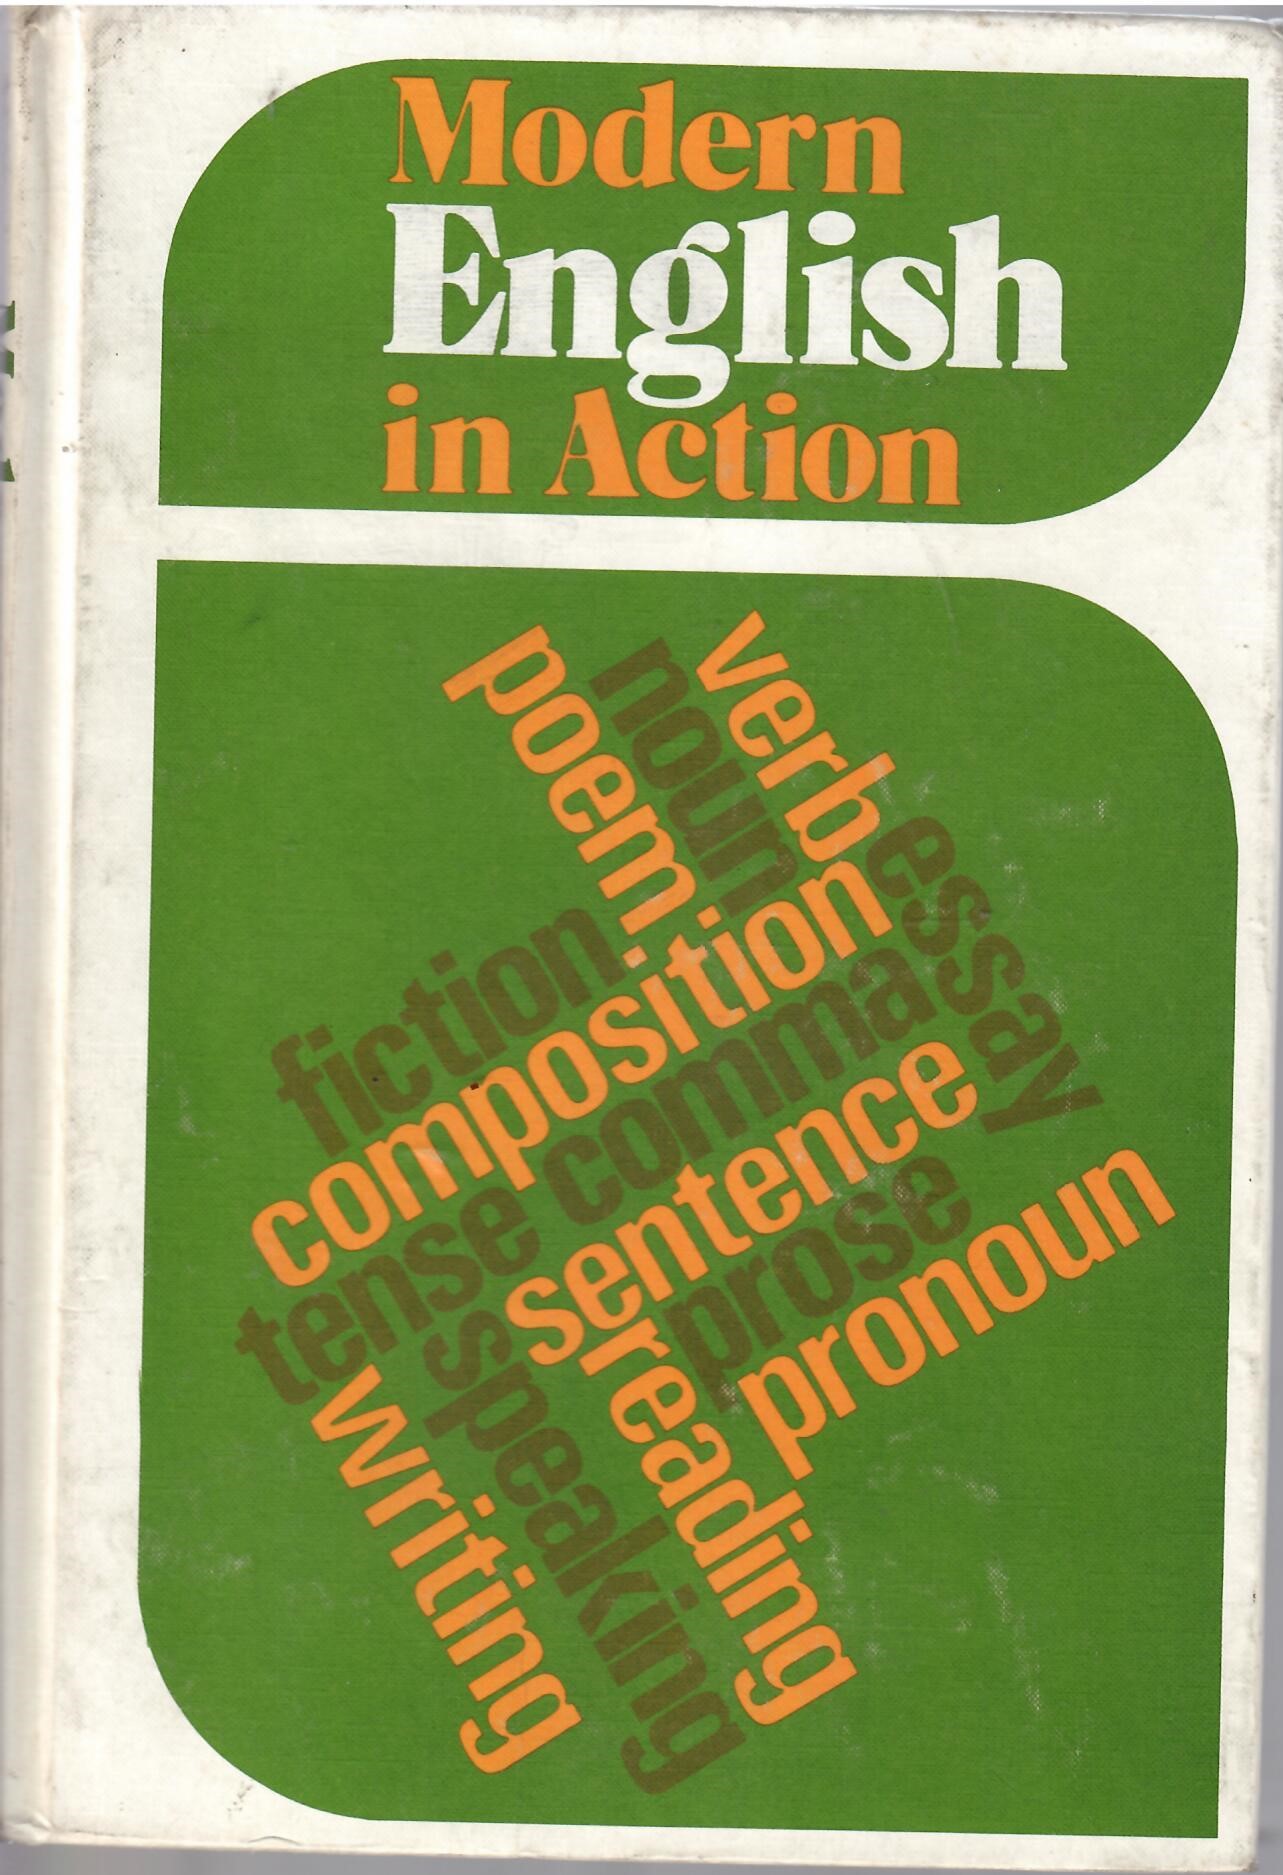 Modern
English
in Action
verb
noun
poem
essay
fiction
composition
comma
tense
sentence
prose
pronoun
speaking
reading
writing